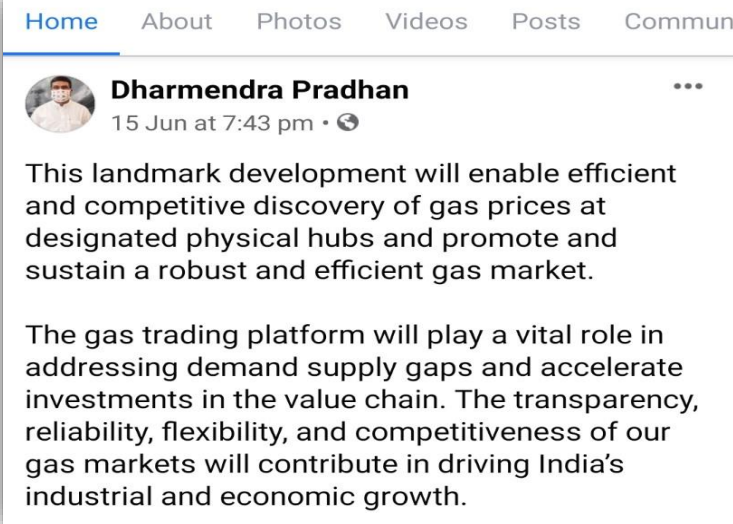 Home About Photos Videos Posts Commun
Dharmendra Pradhan
15 Jun at 7:43 pm •
This landmark development will enable efficient
and competitive discovery of gas prices at
designated physical hubs and promote and
sustain a robust and efficient gas market.
The gas trading platform will play a vital role in
addressing demand supply gaps and accelerate
investments in the value chain. The transparency,
reliability, flexibility, and competitiveness of our
gas markets will contribute in driving India’s
industrial and economic growth.